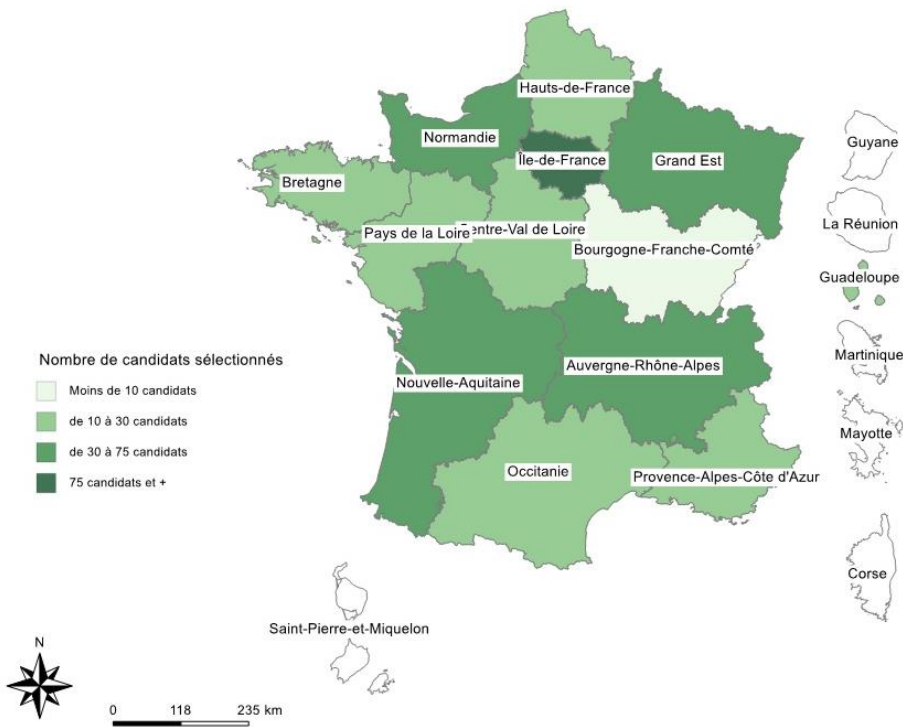 Hauts-de-France
Normandie
Île-de-France
Grand Est
Guyane
Bretagne
La Réunion
Pays de la Loire
entre-Val de Loire
Bourgogne-Franche-Comté
Guadeloupe
Nombre de candidats sélectionnés
Moins de 10 candidats
de 10 à 30 candidats
de 30 à 75 candidats
75 candidats et +
Martinique
Auvergne-Rhône-Alpes
Nouvelle-Aquitaine
Mayotte
Occitanie
Provence-Alpes-Côte d'Azur
Corse
Saint-Pierre-et-Miquelon
N
0 118 235 km